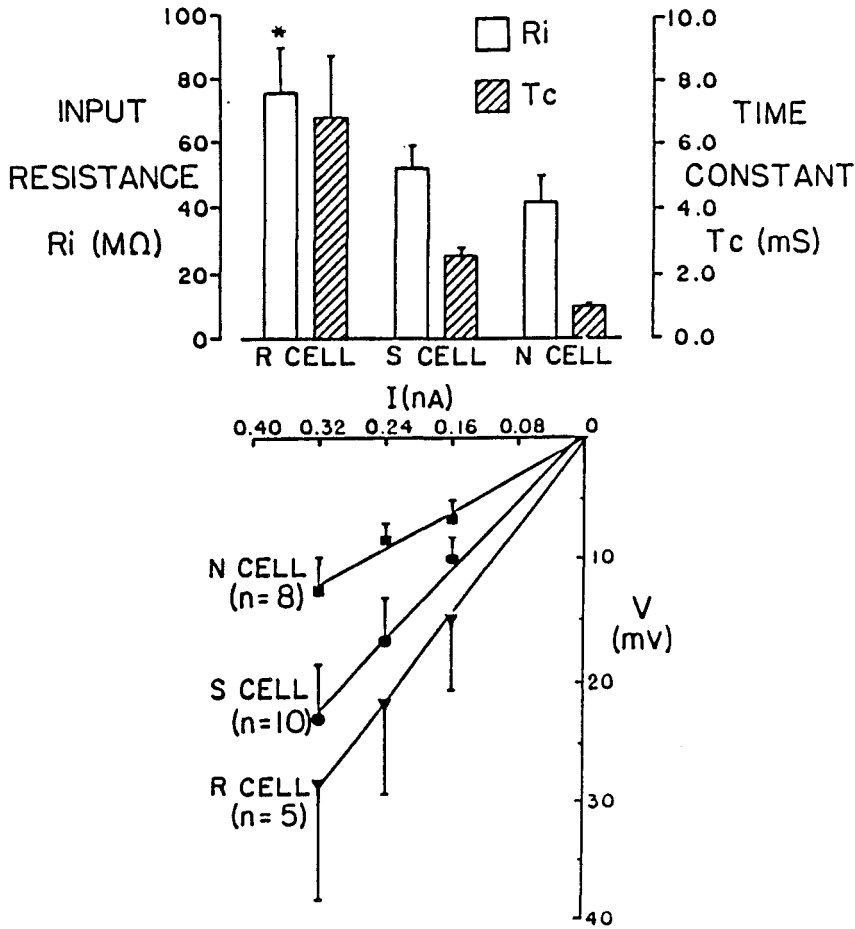 100
80
60
40
20
0
INPUT
RESISTANCE
Ri (MΩ)
*
Ri
Tc
10.0
8.0
6.0
4.0
2.0
0.0
TIME
CONSTANT
Tc (mS)
R CELL
S CELL
N CELL
I(nA)
0.40 0.32 0.24 0.16 0.08 0
10
20
30
40
V
(mv)
N CELL
(n=8)
S CELL
(n=10)
R CELL
(n=5)